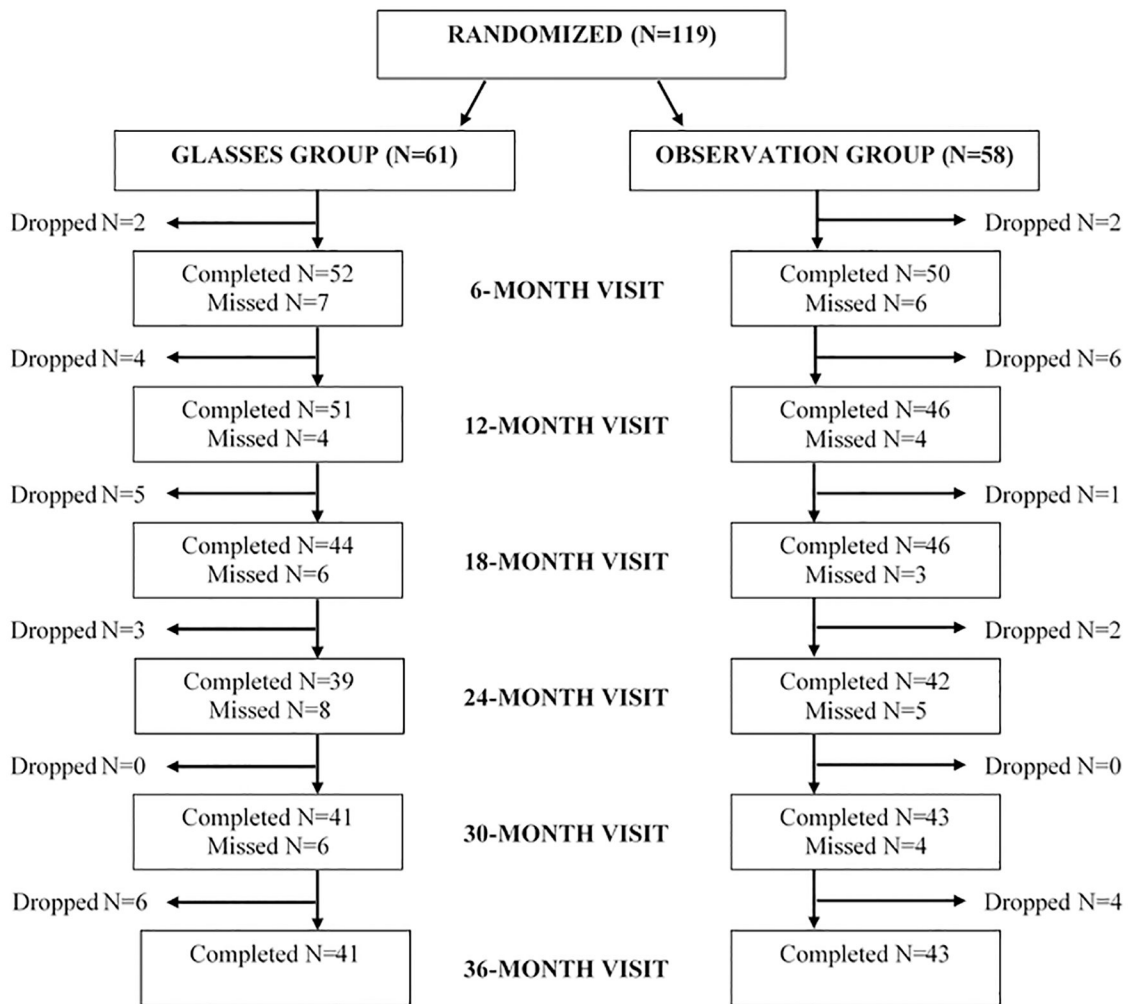 RANDOMIZED (N=119)
GLASSES GROUP (N=61)
OBSERVATION GROUP (N=58)
Dropped N=2
Dropped N=2
Completed N=52
Missed N=7
6-MONTH VISIT
Completed N=50
Missed N=6
Dropped N=4
Dropped N=6
Completed N=51
Missed N=4
12-MONTH VISIT
Completed N=46
Missed N=4
Dropped N=5
Dropped N=1
Completed N=44
Missed N=6
18-MONTH VISIT
Completed N=46
Missed N=3
Dropped N=3
Dropped N=2
Completed N=39
Missed N=8
24-MONTH VISIT
Completed N=42
Missed N=5
Dropped N=0
Dropped N=0
Completed N=41
Missed N=6
30-MONTH VISIT
Completed N=43
Missed N=4
Dropped N=6
Dropped N=4
Completed N=41
36-MONTH VISIT
Completed N=43